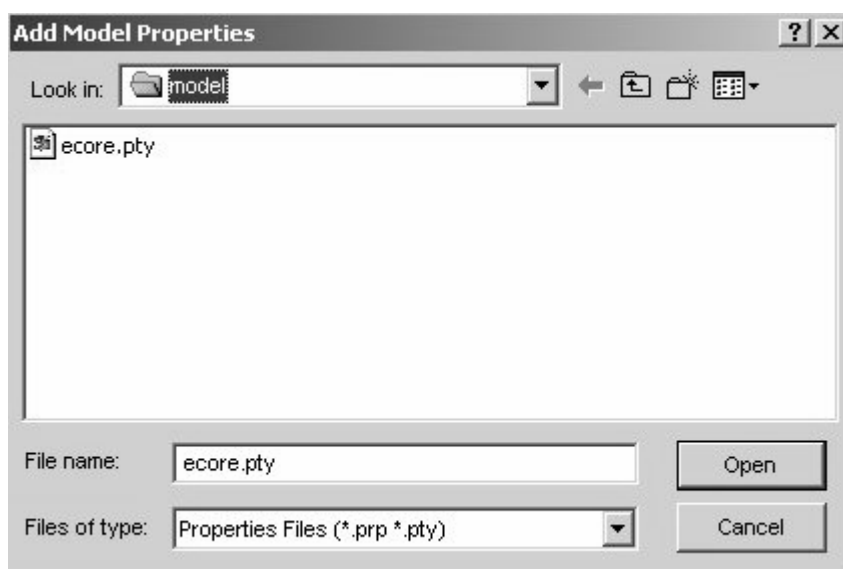 Add Model Properties
Look in: model
ecore.pty
File name: ecore.pty Open
Files of type: Properties Files (*.prp *.pty) Cancel